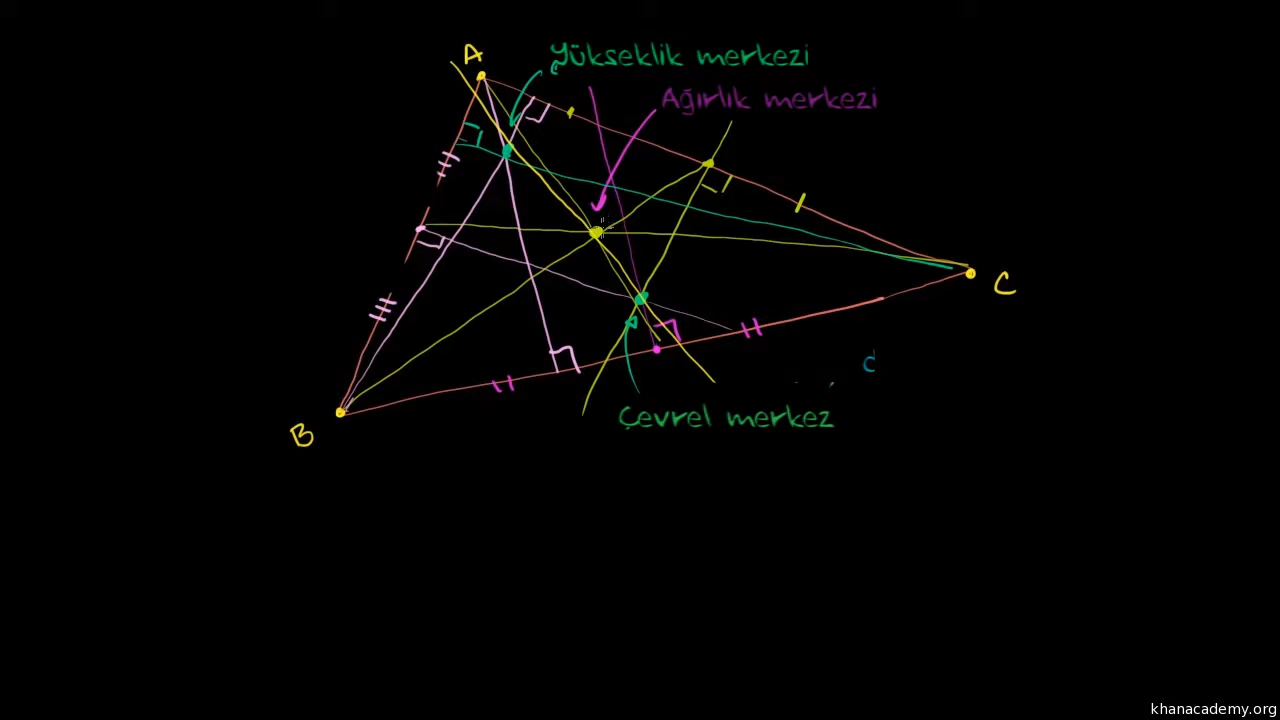 A
Yükseklik merkezi
Ağırlık merkezi
C
d
Çevrel merkez
B
khanacademy.org